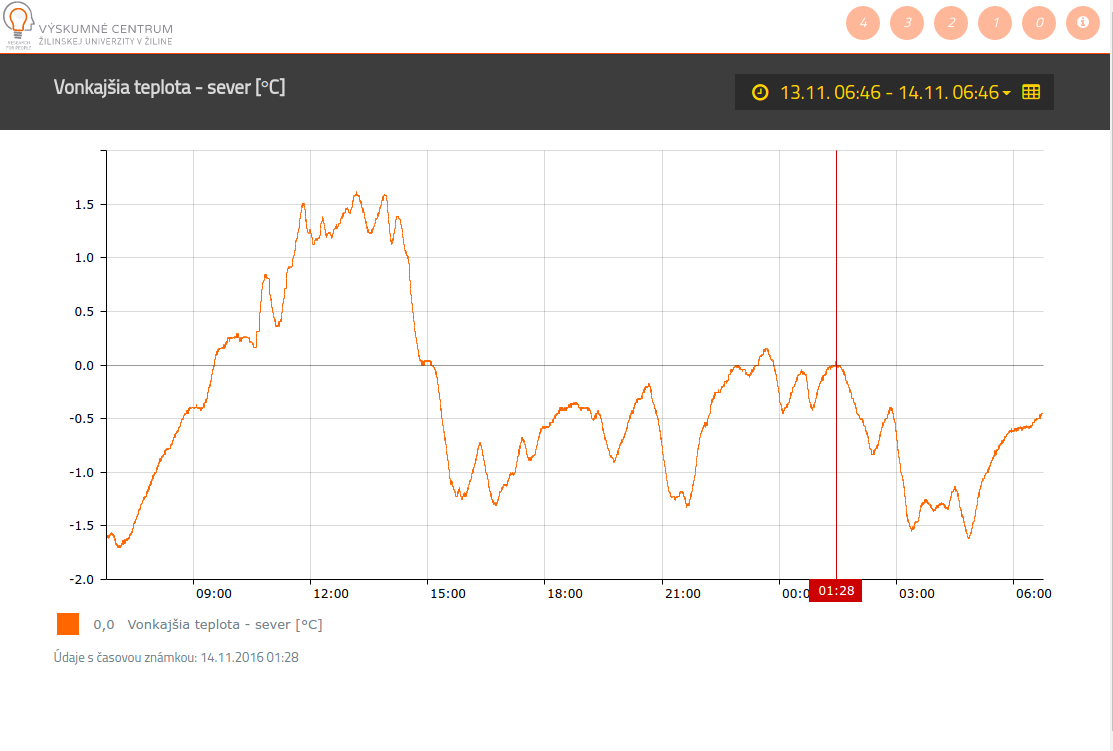 VÝSKUMNÉ CENTRUM
ŽILINSKEJ UNIVERZITY V ŽILINE
RESEARCH
FOR PEOPLE
4 3 2 1 0
Vonkajšia teplota - sever [°C]
13.11. 06:46 - 14.11. 06:46
1.5
1.0
0.5
0.0
-0.5
-1.0
-1.5
-2.0
09:00 12:00 15:00 18:00 21:00 00:0 01:28 03:00 06:00
0,0 Vonkajšia teplota - sever [°C]
Údaje s časovou známkou: 14.11.2016 01:28